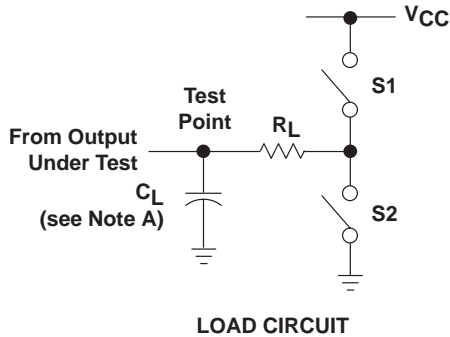 VCC
S1
Test
Point
RL
From Output
Under Test
CL
(see Note A)
S2
LOAD CIRCUIT